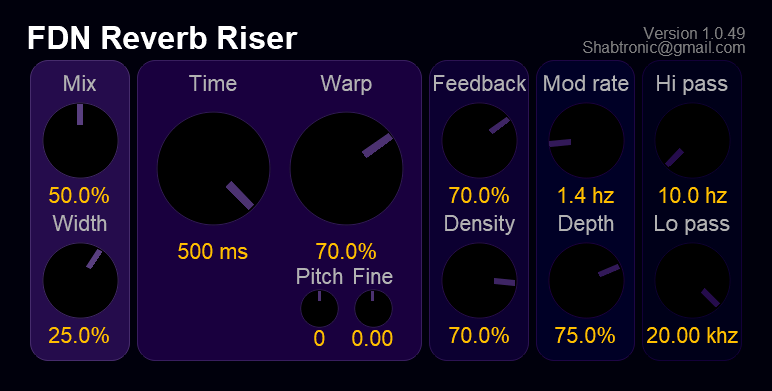 FDN Reverb Riser
Version 1.0.49
Shabtronic@gmail.com
Mix
50.0%
Width
25.0%
Time
500 ms
Warp
70.0%
Pitch
0
Fine
0.00
Feedback
70.0%
Density
70.0%
Mod rate
1.4 hz
Depth
75.0%
Hi pass
10.0 hz
Lo pass
20.00 khz